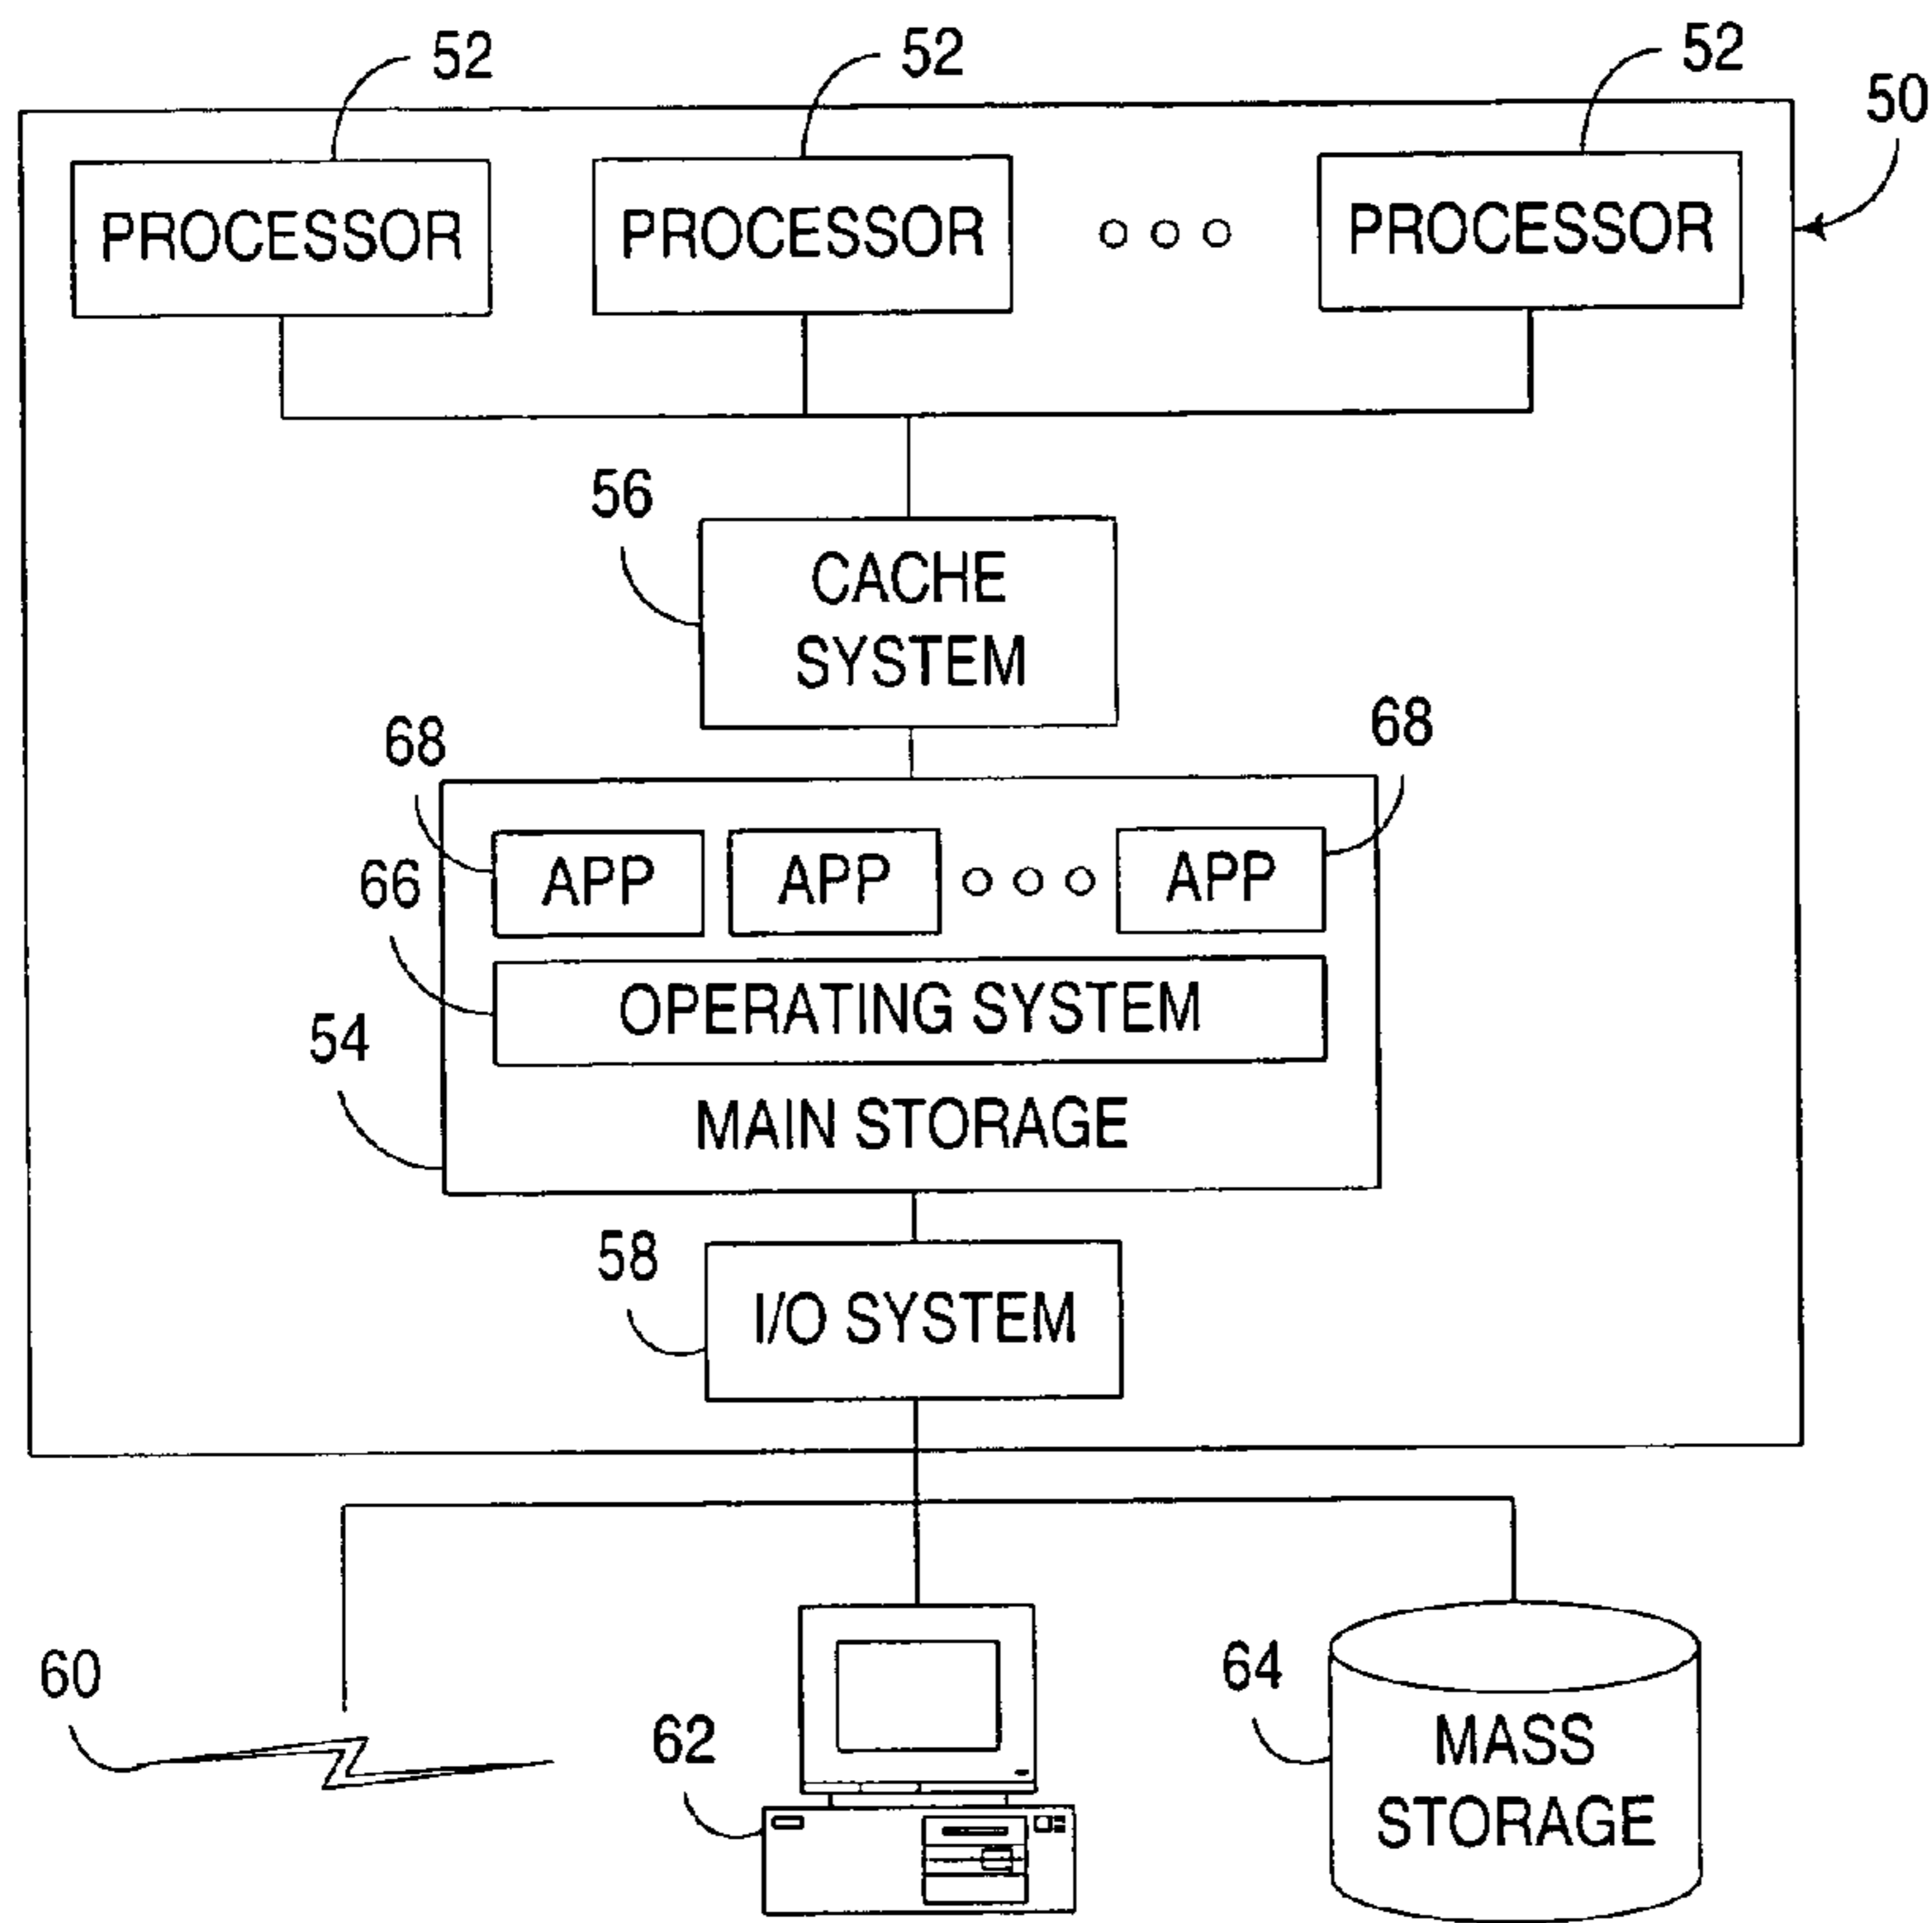 52
52
52
50
PROCESSOR
PROCESSOR
PROCESSOR
56
CACHE
SYSTEM
68
68
APP
APP
APP
66
OPERATING SYSTEM
54
MAIN STORAGE
58
I/O SYSTEM
60
62
64
MASS
STORAGE